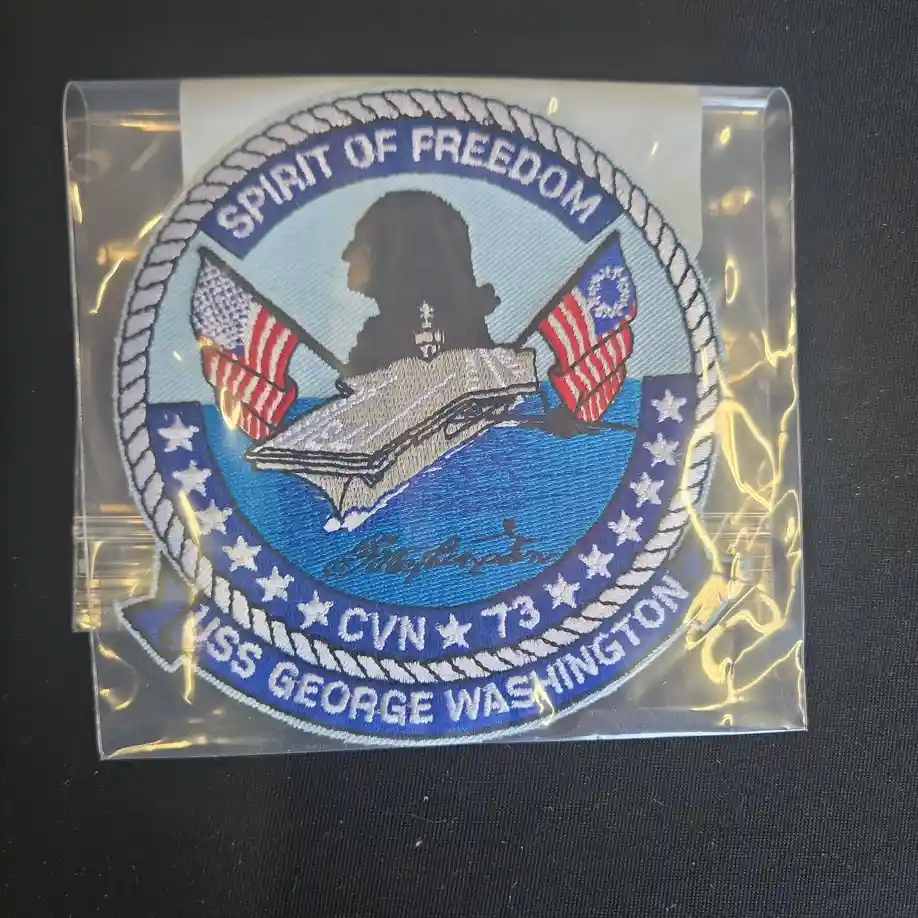 SPIRIT OF FREEDOM
CVN ★ 73
USS GEORGE WASHINGTON